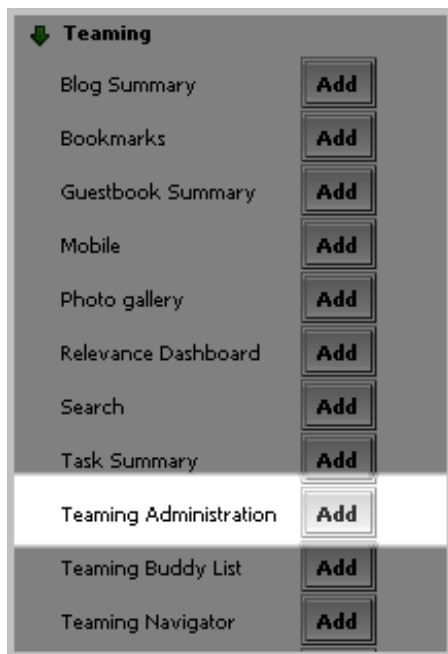 Teaming
Blog Summary Add
Bookmarks Add
Guestbook Summary Add
Mobile Add
Photo gallery Add
Relevance Dashboard Add
Search Add
Task Summary Add
Teaming Administration Add
Teaming Buddy List Add
Teaming Navigator Add